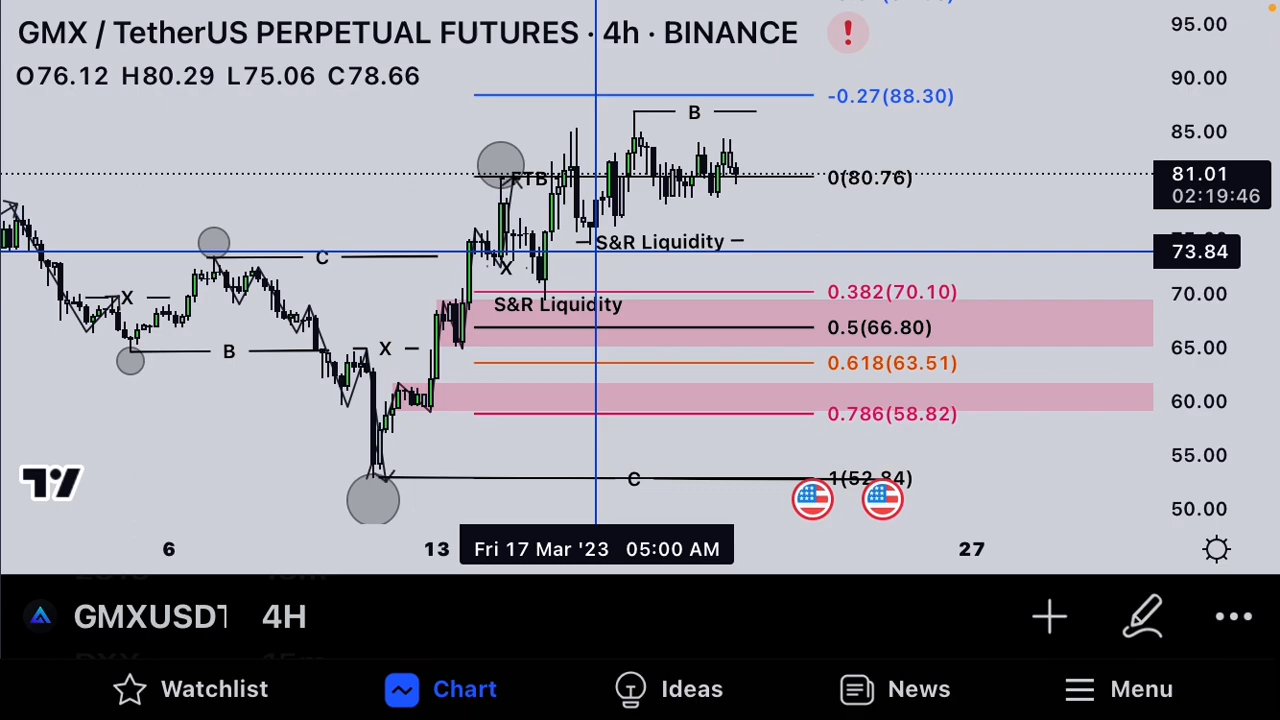 GMX / TetherUS PERPETUAL FUTURES · 4h · BINANCE
O76.12 H80.29 L75.06 C78.66
95.00
90.00
-0.27(88.30)
B
85.00
FTB
0(80.76)
81.01
02:19:46
S&R Liquidity
C
73.84
X
X
S&R Liquidity
0.382(70.10)
70.00
0.5(66.80)
B
X
65.00
0.618(63.51)
60.00
0.786(58.82)
55.00
C
1(52.84)
50.00
6
13
Fri 17 Mar '23 05:00 AM
27
GMXUSDT
4H
Watchlist
Chart
Ideas
News
Menu